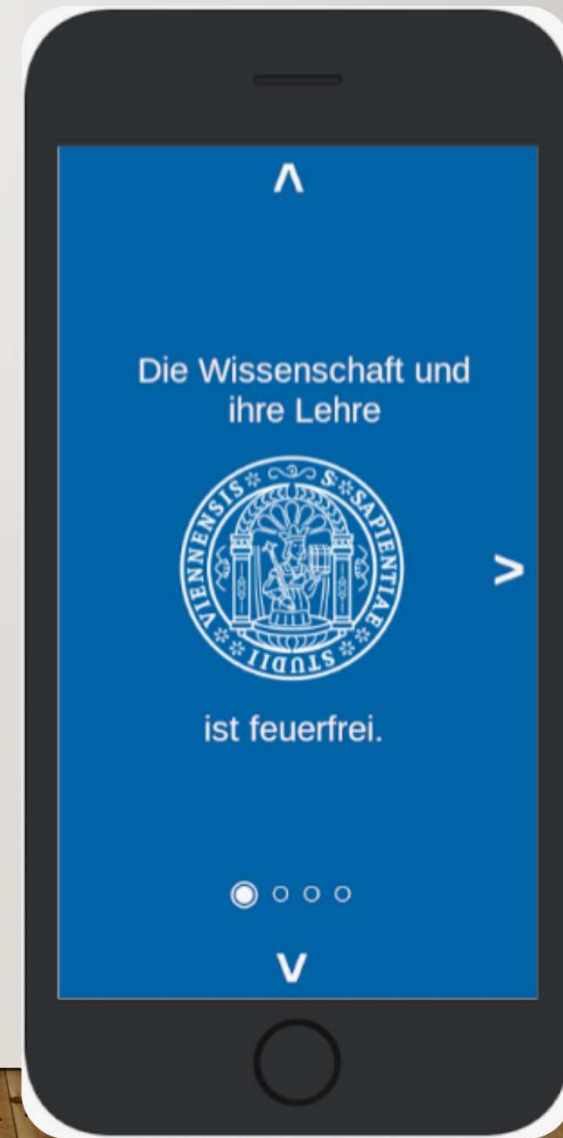 Λ
Die Wissenschaft und
ihre Lehre
S: SAPIENTIAE STUDII VIENNENSIS
>
ist feuerfrei.
V